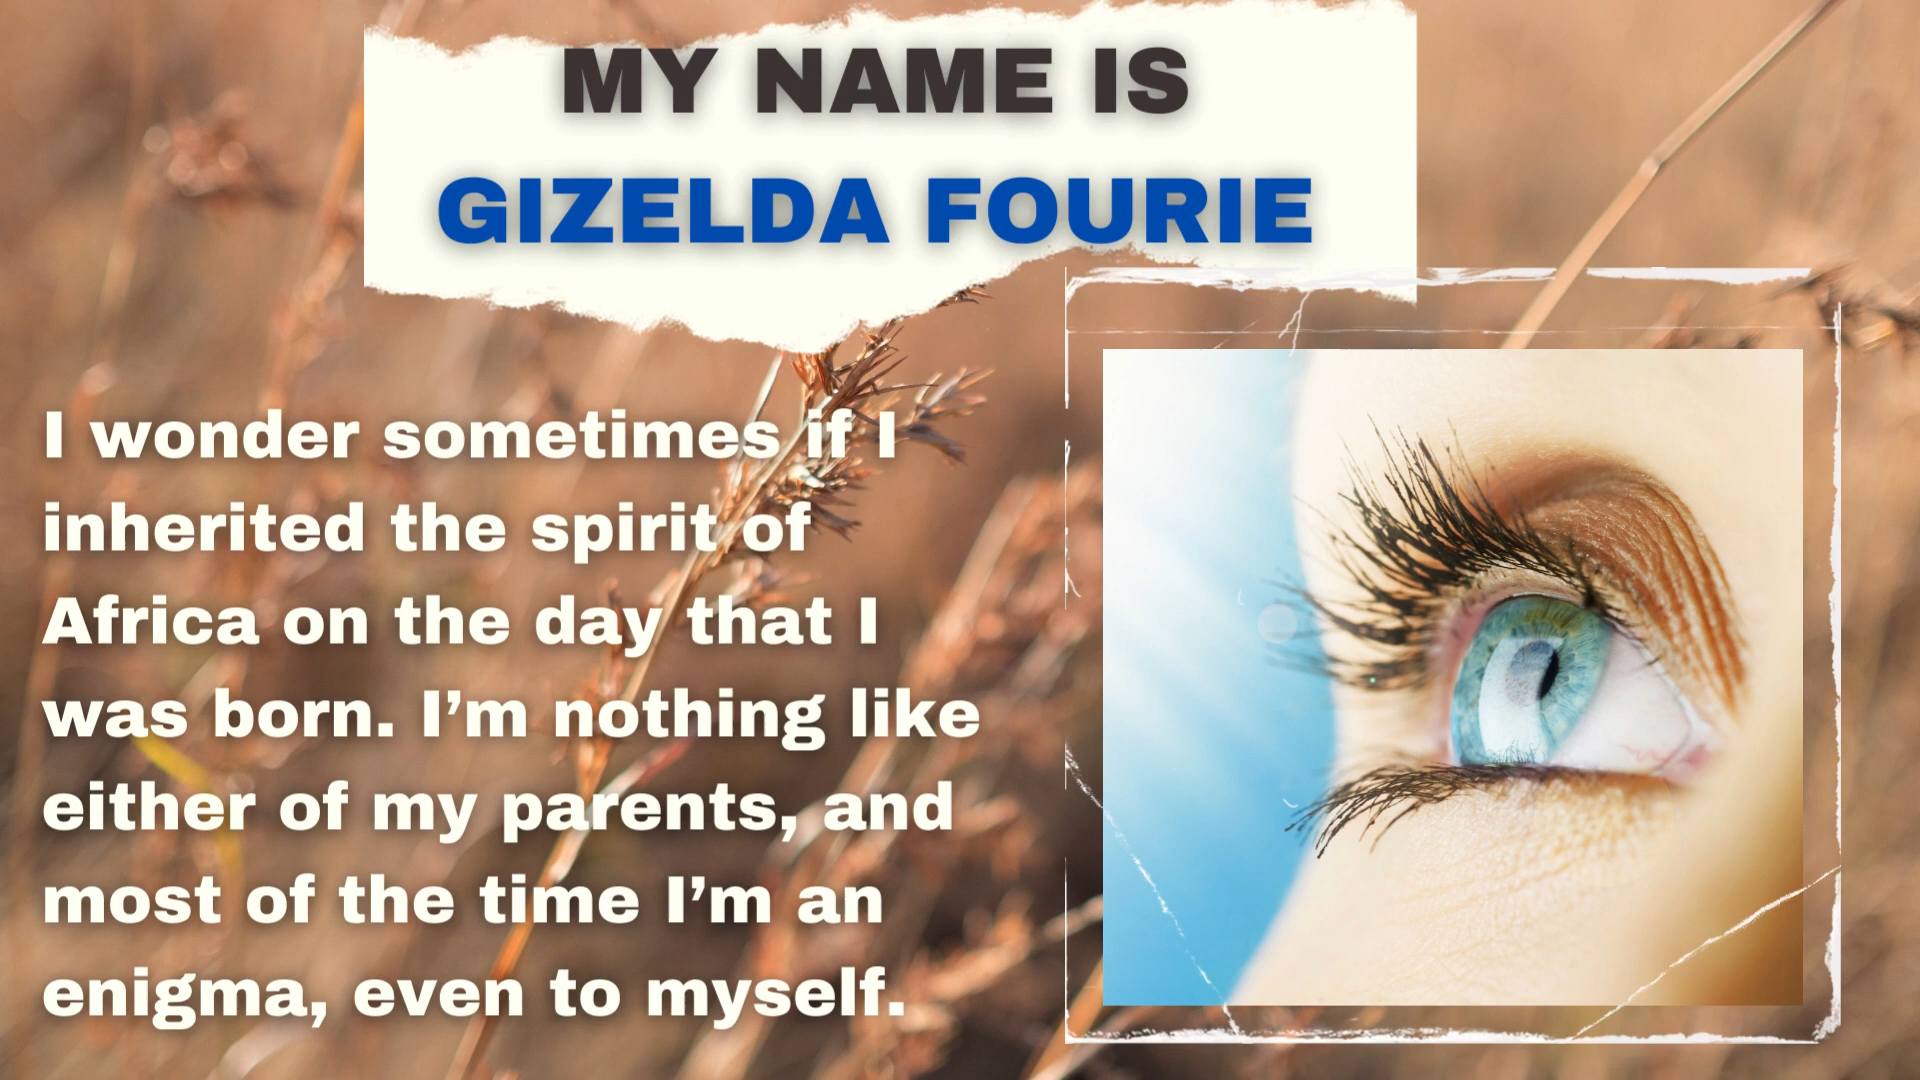 MY NAME IS
GIZELDA FOURIE
I wonder sometimes if I
inherited the spirit of
Africa on the day that I
was born. I’m nothing like
either of my parents, and
most of the time I’m an
enigma, even to myself.